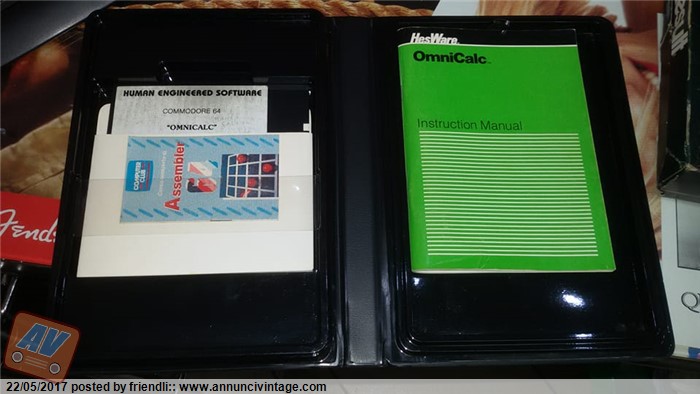 HesWare
OmniCalc
Instruction Manual
HUMAN ENGINEERED SOFTWARE
COMMODORE 64
"OMNICALC"
COMPUTER
CLUB
Assembler
Fend
AV
22/05/2017 posted by friendli:: www.annuncivintage.com